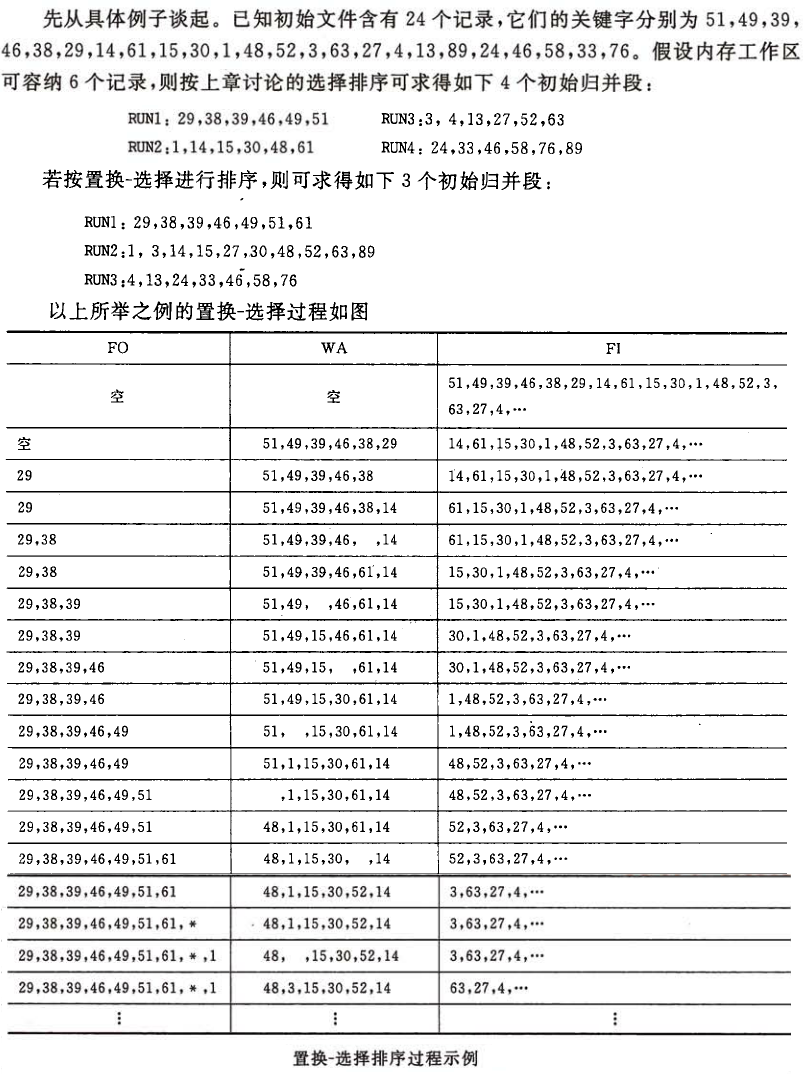 先从具体例子谈起。已知初始文件含有 24 个记录,它们的关键字分别为 51,49,39,
46,38,29,14,61,15,30,1,48,52,3,63,27,4,13,89,24,46,58,33,76。假设内存工作区
可容纳 6 个记录,则按上章讨论的选择排序可求得如下 4 个初始归并段:
RUN1: 29,38,39,46,49,51 RUN3:3, 4,13,27,52,63
RUN2:1,14,15,30,48,61 RUN4: 24,33,46,58,76,89
若按置换-选择进行排序,则可求得如下 3 个初始归并段:
RUN1: 29,38,39,46,49,51,61
RUN2:1, 3,14,15,27,30,48,52,63,89
RUN3:4,13,24,33,46,58,76
以上所举之例的置换-选择过程如图
FO WA FI
空 空 51,49,39,46,38,29,14,61,15,30,1,48,52,3,
63,27,4,…
空 51,49,39,46,38,29 14,61,15,30,1,48,52,3,63,27,4,…
29 51,49,39,46,38 14,61,15,30,1,48,52,3,63,27,4,…
29 51,49,39,46,38,14 61,15,30,1,48,52,3,63,27,4,…
29,38 51,49,39,46, ,14 61,15,30,1,48,52,3,63,27,4,…
29,38 51,49,39,46,61,14 15,30,1,48,52,3,63,27,4,…
29,38,39 51,49, ,46,61,14 15,30,1,48,52,3,63,27,4,…
29,38,39 51,49,15,46,61,14 30,1,48,52,3,63,27,4,…
29,38,39,46 51,49,15, ,61,14 30,1,48,52,3,63,27,4,…
29,38,39,46 51,49,15,30,61,14 1,48,52,3,63,27,4,…
29,38,39,46,49 51, ,15,30,61,14 1,48,52,3,63,27,4,…
29,38,39,46,49 51,1,15,30,61,14 48,52,3,63,27,4,…
29,38,39,46,49,51 ,1,15,30,61,14 48,52,3,63,27,4,…
29,38,39,46,49,51 48,1,15,30,61,14 52,3,63,27,4,…
29,38,39,46,49,51,61 48,1,15,30, ,14 52,3,63,27,4,…
29,38,39,46,49,51,61 48,1,15,30,52,14 3,63,27,4,…
29,38,39,46,49,51,61,* 48,1,15,30,52,14 3,63,27,4,…
29,38,39,46,49,51,61,*,1 48, ,15,30,52,14 3,63,27,4,…
29,38,39,46,49,51,61,*,1 48,3,15,30,52,14 63,27,4,…
⋮ ⋮ ⋮
置换-选择排序过程示例